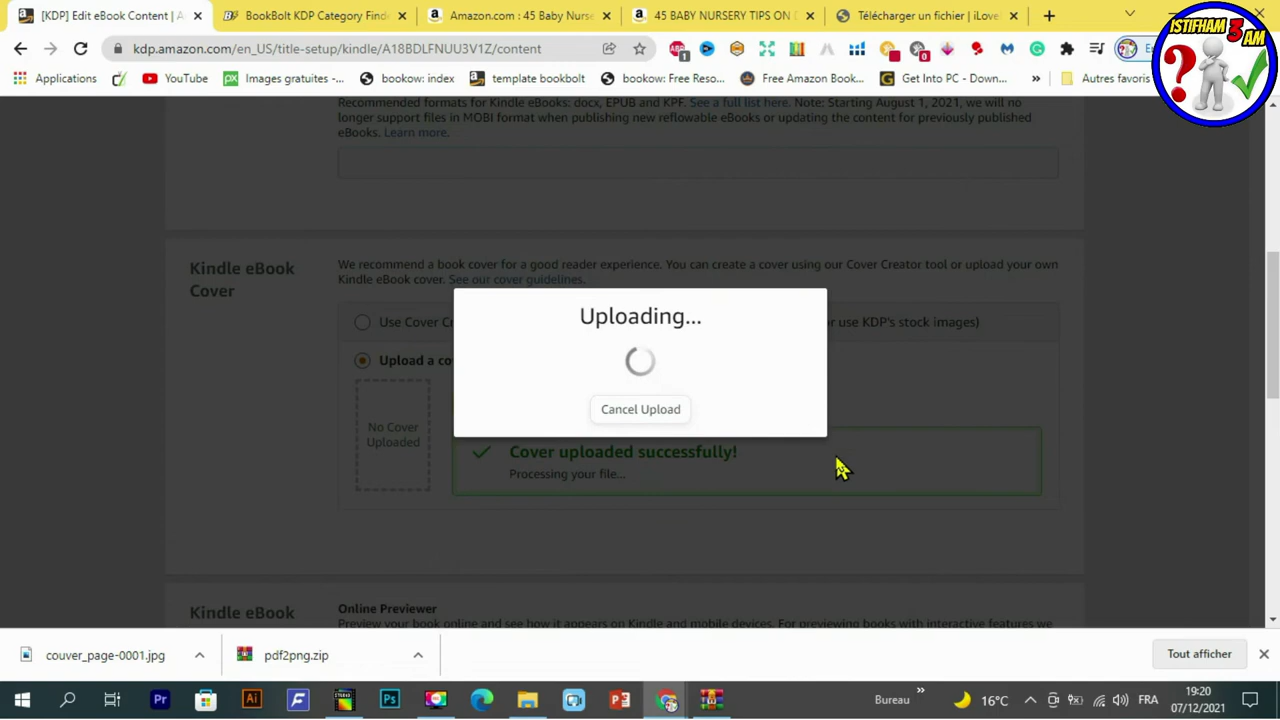 [KDP] Edit eBook Content | A
BookBolt KDP Category Finde
Amazon.com : 45 Baby Nurse
45 BABY NURSERY TIPS ON
Télécharger un fichier | iLove
ISTIFHAM 3AM
kdp.amazon.com/en_US/title-setup/kindle/A18BDLFNUU3V1Z/content
Applications
YouTube
Images gratuites -...
bookow: index
template bookbolt
bookow: Free Reso...
Free Amazon Book...
Get Into PC - Down...
»
Autres favoris
Recommended formats for Kindle eBooks: docx, EPUB and KPF. See a full list here. Note: Starting August 1, 2021, we will no
longer support files in MOBI format when publishing new reflowable eBooks or updating the content for previously published
eBooks. Learn more.
Kindle eBook
Cover
We recommend a book cover for a good reader experience. You can create a cover using our Cover Creator tool or upload your own
Kindle eBook cover. See our cover guidelines.
Use Cover Cr
or use KDP's stock images)
Uploading...
Cancel Upload
Upload a co
No Cover
Uploaded
Cover uploaded successfully!
Processing your file...
Kindle eBook
Online Previewer
Preview your book online and see how it appears on Kindle and mobile devices. For previewing books with interactive features we
couver_page-0001.jpg
pdf2png.zip
Tout afficher
Pr
Ai
Ps
Bureau
»
16°C
FRA
19:20
07/12/2021